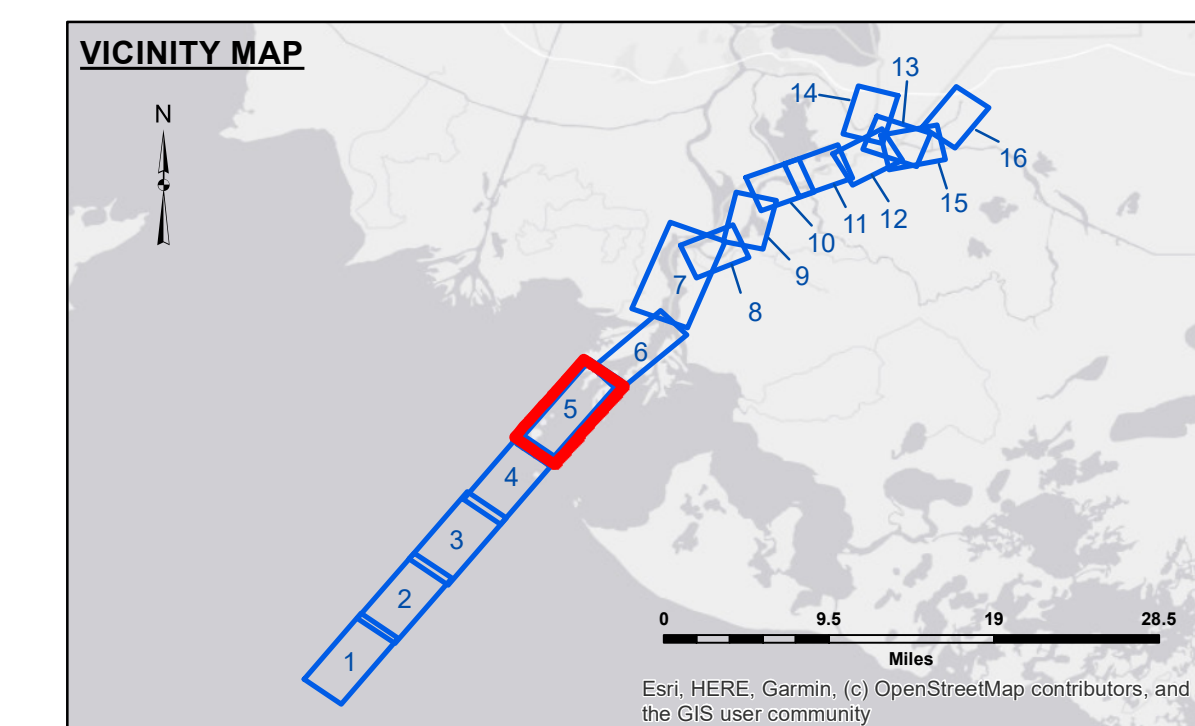 VICINITY MAP
N
13
14
16
15
12
11
10
9
8
7
6
5
4
3
2
1
0 9.5 19 28.5
Miles
Esri, HERE, Garmin, (c) OpenStreetMap contributors, and
the GIS user community